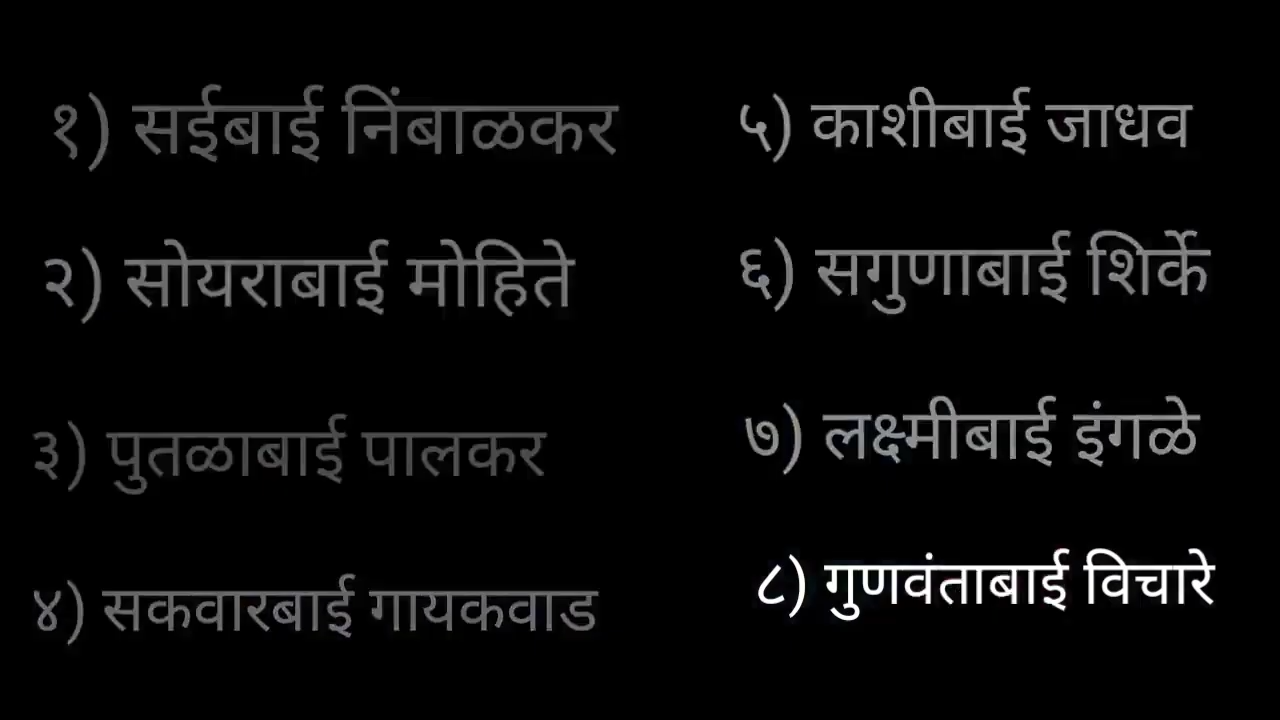 १) सईबाई निंबाळकर
२) सोयराबाई मोहिते
३) पुतळाबाई पालकर
४) सकवारबाई गायकवाड
५) काशीबाई जाधव
६) सगुणाबाई शिर्के
७) लक्ष्मीबाई इंगळे
८) गुणवंताबाई विचारे